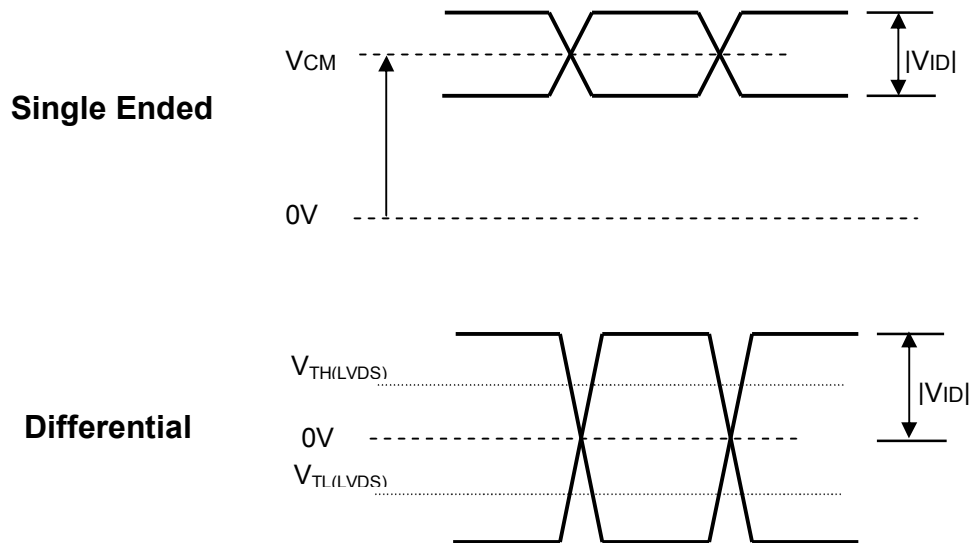 VCM
|VID|
Single Ended
0V
VTH(LVDS)
|VID|
Differential
0V
VTL(LVDS)